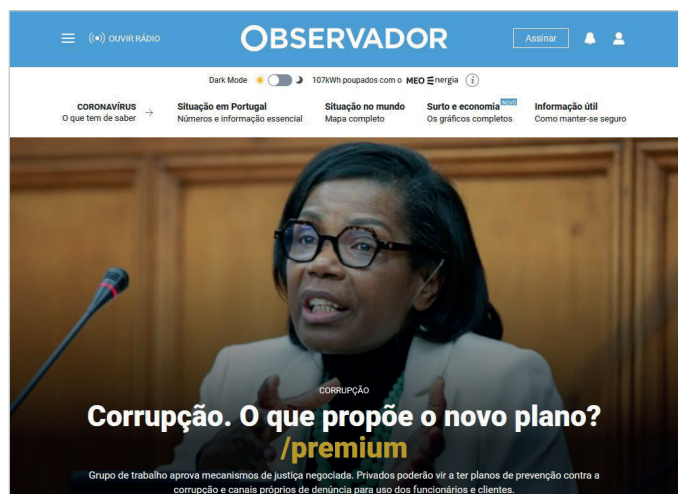 ((•)) OUVIR RÁDIO OBSERVADOR Assinar
Dark Mode 107kWh poupados com o MEO Energia i
CORONAVÍRUS
O que tem de saber →
Situação em Portugal
Números e informação essencial
Situação no mundo
Mapa completo
Surto e economia NOVO
Os gráficos completos
Informação útil
Como manter-se seguro
CORRUPÇÃO
Corrupção. O que propõe o novo plano?
/premium
Grupo de trabalho aprova mecanismos de justiça negociada. Privados poderão vir a ter planos de prevenção contra a
corrupção e canais próprios de denúncia para uso dos funcionários e clientes.